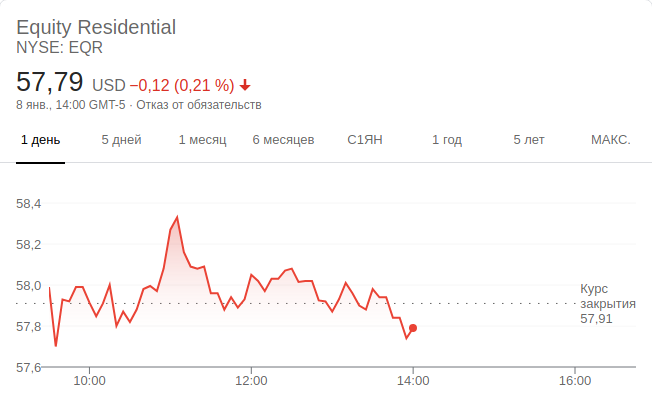 Equity Residential
NYSE: EQR
57,79 USD −0,12 (0,21 %)
8 янв., 14:00 GMT-5 · Отказ от обязательств
1 день 5 дней 1 месяц 6 месяцев С1ЯН 1 год 5 лет МАКС.
58,4
58,2
58,0
Курс
закрытия
57,91
57,8
57,6
10:00 12:00 14:00 16:00